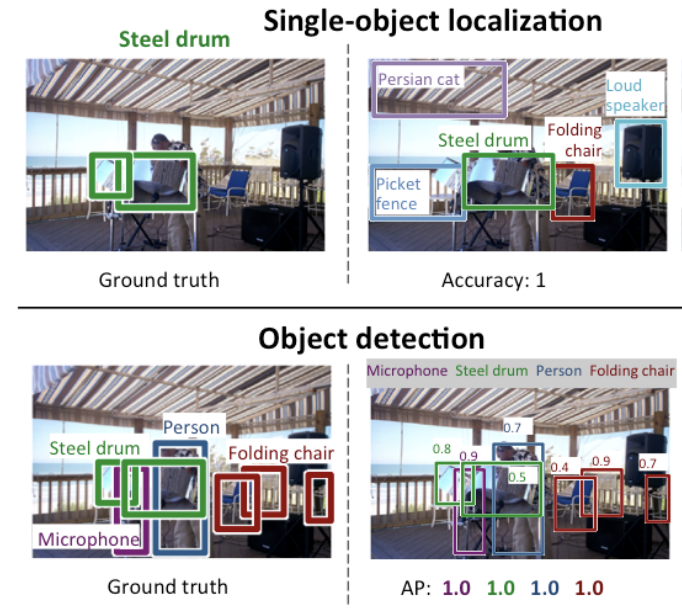 Single-object localization
Steel drum
Ground truth
Persian cat
Loud
speaker
Steel drum
Folding
chair
Picket
fence
Accuracy: 1
Object detection
Person
Steel drum
Folding chair
Microphone
Ground truth
Microphone Steel drum Person Folding chair
0.7
0.8
0.9
0.5
0.4
0.9
0.7
AP: 1.0 1.0 1.0 1.0